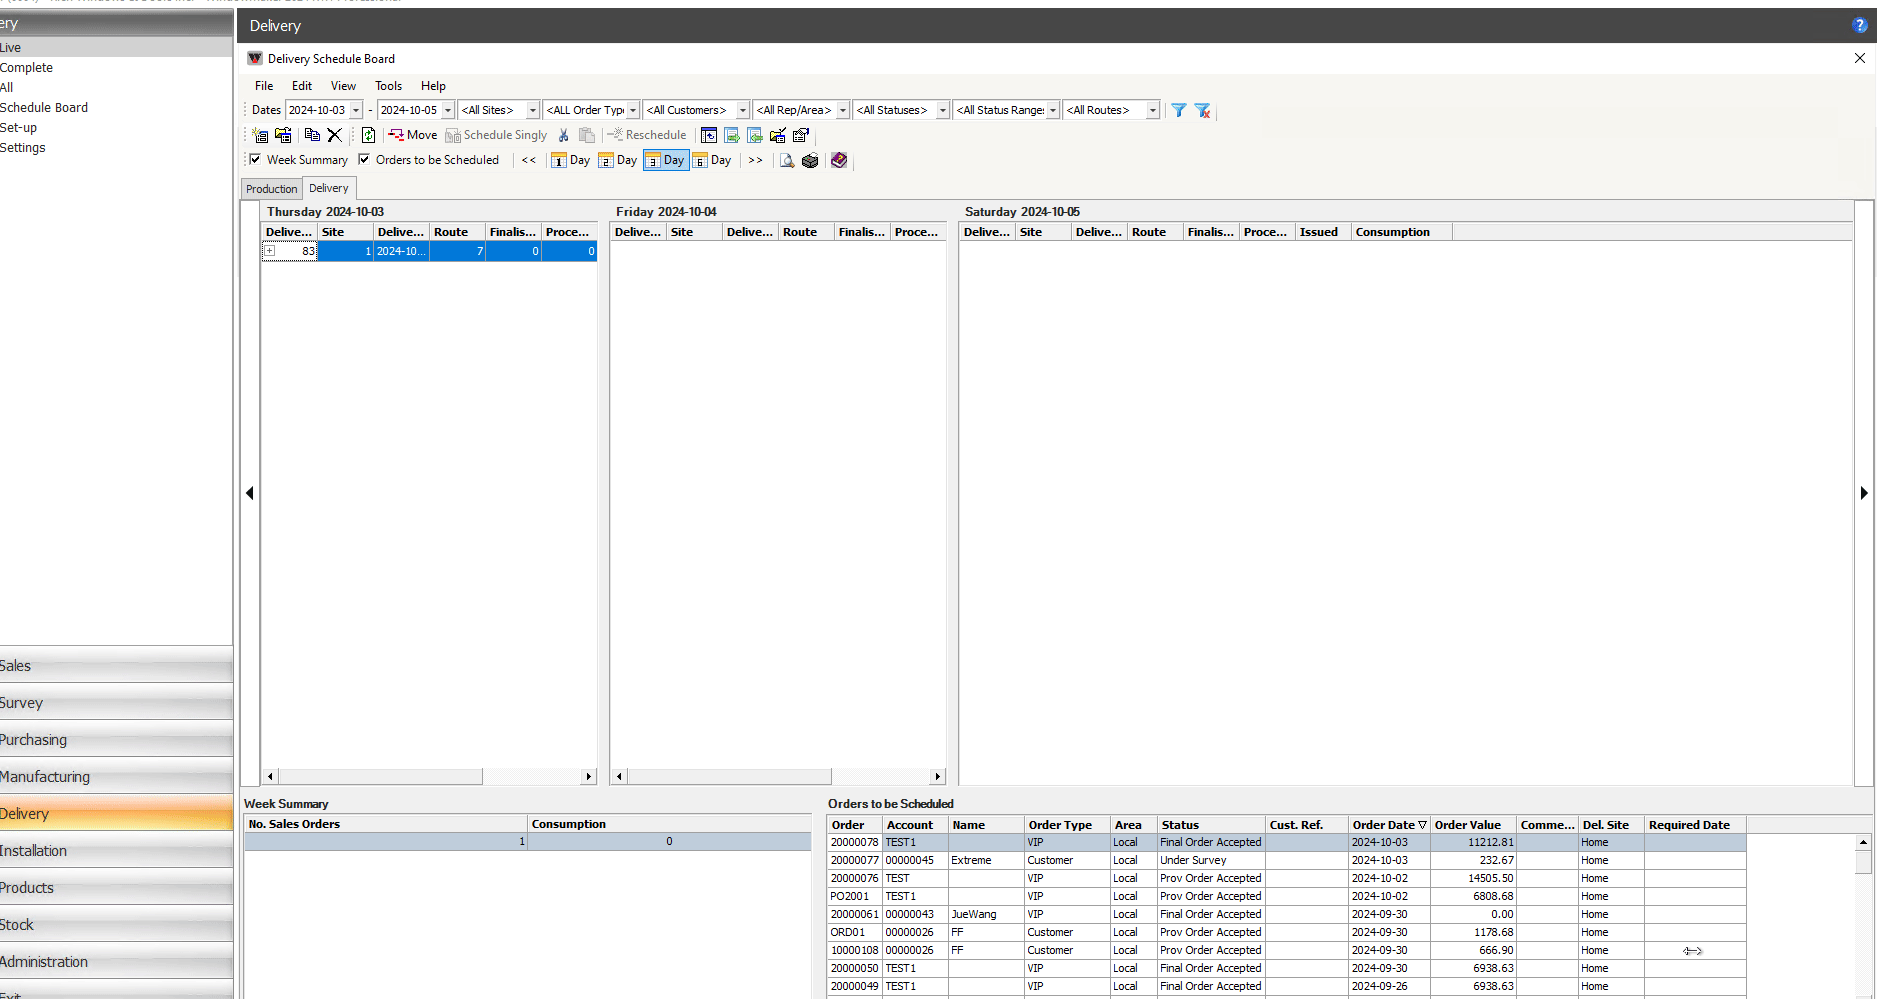 ery
Live
Complete
All
Schedule Board
Set-up
Settings
Sales
Survey
Purchasing
Manufacturing
Delivery
Installation
Products
Stock
Administration
Exit
Delivery
Delivery Schedule Board
File Edit View Tools Help
Dates 2024-10-03 - 2024-10-05 <All Sites> <ALL Order Typ <All Customers> <All Rep/Area> <All Statuses> <All Status Range: <All Routes>
Move Schedule Singly Reschedule
Week Summary Orders to be Scheduled << 1 Day 2 Day 3 Day 6 Day >>
Production Delivery
Thursday 2024-10-03 Friday 2024-10-04 Saturday 2024-10-05
Delive... Site Delive... Route Finalis... Proce... Delive... Site Delive... Route Finalis... Proce... Delive... Site Delive... Route Finalis... Proce... Issued Consumption
83 1 2024-10... 7 0 0
Week Summary
No. Sales Orders Consumption
1 0
Orders to be Scheduled
Order Account Name Order Type Area Status Cust. Ref. Order Date Order Value Comme... Del. Site Required Date
20000078 TEST1 VIP Local Final Order Accepted 2024-10-03 11212.81 Home
20000077 00000045 Extreme Customer Local Under Survey 2024-10-03 232.67 Home
20000076 TEST VIP Local Prov Order Accepted 2024-10-02 14505.50 Home
PO2001 TEST1 VIP Local Prov Order Accepted 2024-10-02 6808.68 Home
20000061 00000043 JueWang VIP Local Final Order Accepted 2024-09-30 0.00 Home
ORD01 00000026 FF Customer Local Prov Order Accepted 2024-09-30 1178.68 Home
10000108 00000026 FF Customer Local Prov Order Accepted 2024-09-30 666.90 Home
20000050 TEST1 VIP Local Final Order Accepted 2024-09-30 6938.63 Home
20000049 TEST1 VIP Local Final Order Accepted 2024-09-26 6938.63 Home